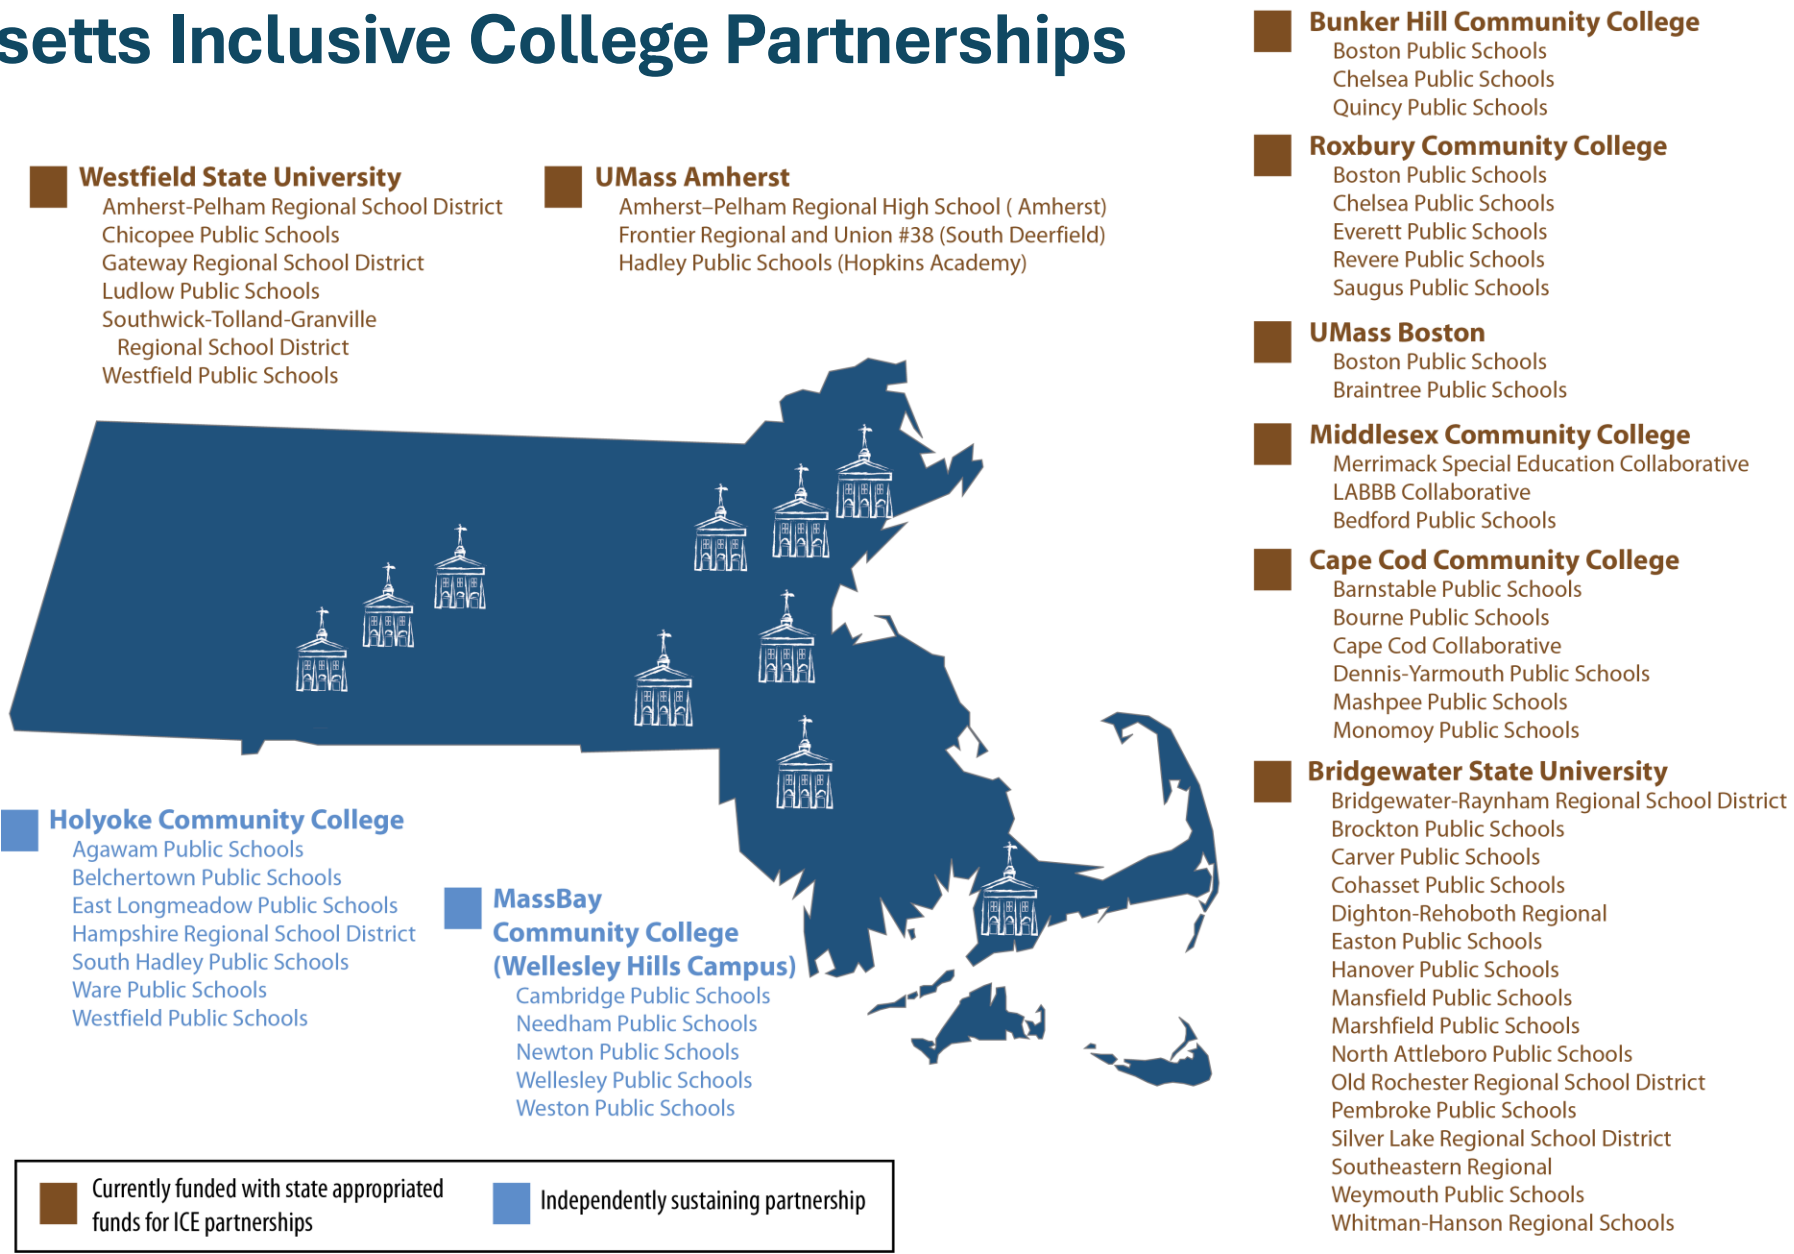 setts Inclusive College Partnerships
Westfield State University
Amherst-Pelham Regional School District
Chicopee Public Schools
Gateway Regional School District
Ludlow Public Schools
Southwick-Tolland-Granville
Regional School District
Westfield Public Schools
UMass Amherst
Amherst–Pelham Regional High School ( Amherst)
Frontier Regional and Union #38 (South Deerfield)
Hadley Public Schools (Hopkins Academy)
Holyoke Community College
Agawam Public Schools
Belchertown Public Schools
East Longmeadow Public Schools
Hampshire Regional School District
South Hadley Public Schools
Ware Public Schools
Westfield Public Schools
MassBay
Community College
(Wellesley Hills Campus)
Cambridge Public Schools
Needham Public Schools
Newton Public Schools
Wellesley Public Schools
Weston Public Schools
Currently funded with state appropriated
funds for ICE partnerships
Independently sustaining partnership
Bunker Hill Community College
Boston Public Schools
Chelsea Public Schools
Quincy Public Schools
Roxbury Community College
Boston Public Schools
Chelsea Public Schools
Everett Public Schools
Revere Public Schools
Saugus Public Schools
UMass Boston
Boston Public Schools
Braintree Public Schools
Middlesex Community College
Merrimack Special Education Collaborative
LABBB Collaborative
Bedford Public Schools
Cape Cod Community College
Barnstable Public Schools
Bourne Public Schools
Cape Cod Collaborative
Dennis-Yarmouth Public Schools
Mashpee Public Schools
Monomoy Public Schools
Bridgewater State University
Bridgewater-Raynham Regional School District
Brockton Public Schools
Carver Public Schools
Cohasset Public Schools
Dighton-Rehoboth Regional
Easton Public Schools
Hanover Public Schools
Mansfield Public Schools
Marshfield Public Schools
North Attleboro Public Schools
Old Rochester Regional School District
Pembroke Public Schools
Silver Lake Regional School District
Southeastern Regional
Weymouth Public Schools
Whitman-Hanson Regional Schools